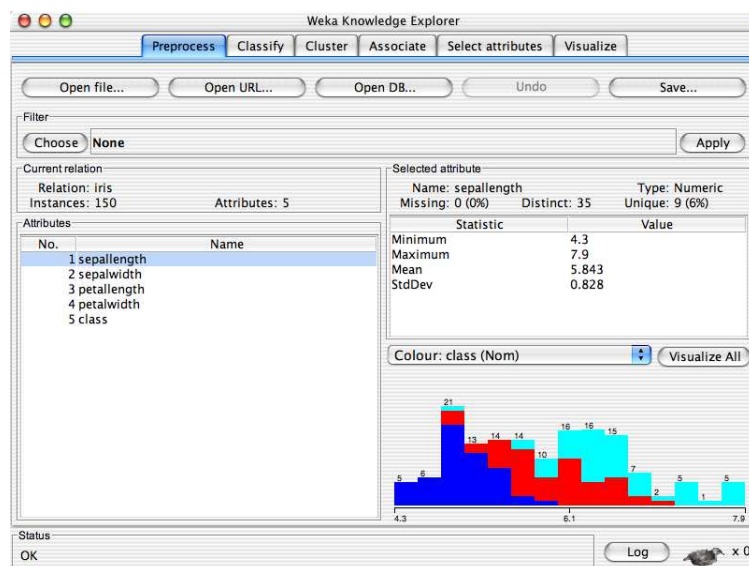 Weka Knowledge Explorer
Preprocess Classify Cluster Associate Select attributes Visualize
Open file... Open URL... Open DB... Undo Save...
Filter
Choose None Apply
Current relation
Relation: iris
Instances: 150 Attributes: 5
Attributes
No. Name
1 sepallength
2 sepalwidth
3 petallength
4 petalwidth
5 class
Selected attribute
Name: sepallength Type: Numeric
Missing: 0 (0%) Distinct: 35 Unique: 9 (6%)
Statistic Value
Minimum 4.3
Maximum 7.9
Mean 5.843
StdDev 0.828
Colour: class (Nom) Visualize All
5 6 21 13 14 14 10 16 16 15 7 2 5 1 5
4.3 6.1 7.9
Status
OK Log x 0